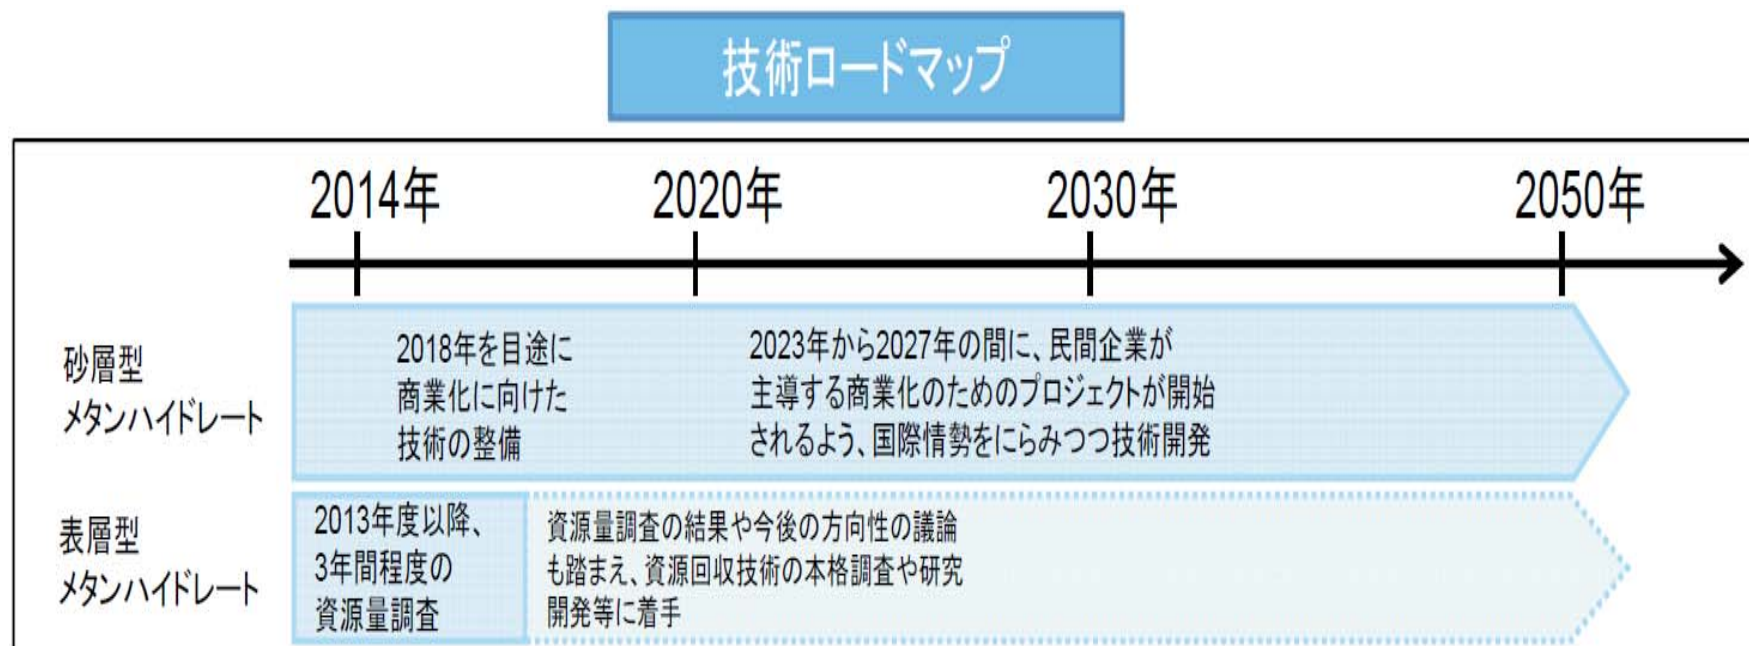 技術ロードマップ
2014年 2020年 2030年 2050年
砂層型
メタンハイドレート
2018年を目途に
商業化に向けた
技術の整備
2023年から2027年の間に、民間企業が
主導する商業化のためのプロジェクトが開始
されるよう、国際情勢をにらみつつ技術開発
表層型
メタンハイドレート
2013年度以降、
3年間程度の
資源量調査
資源量調査の結果や今後の方向性の議論
も踏まえ、資源回収技術の本格調査や研究
開発等に着手